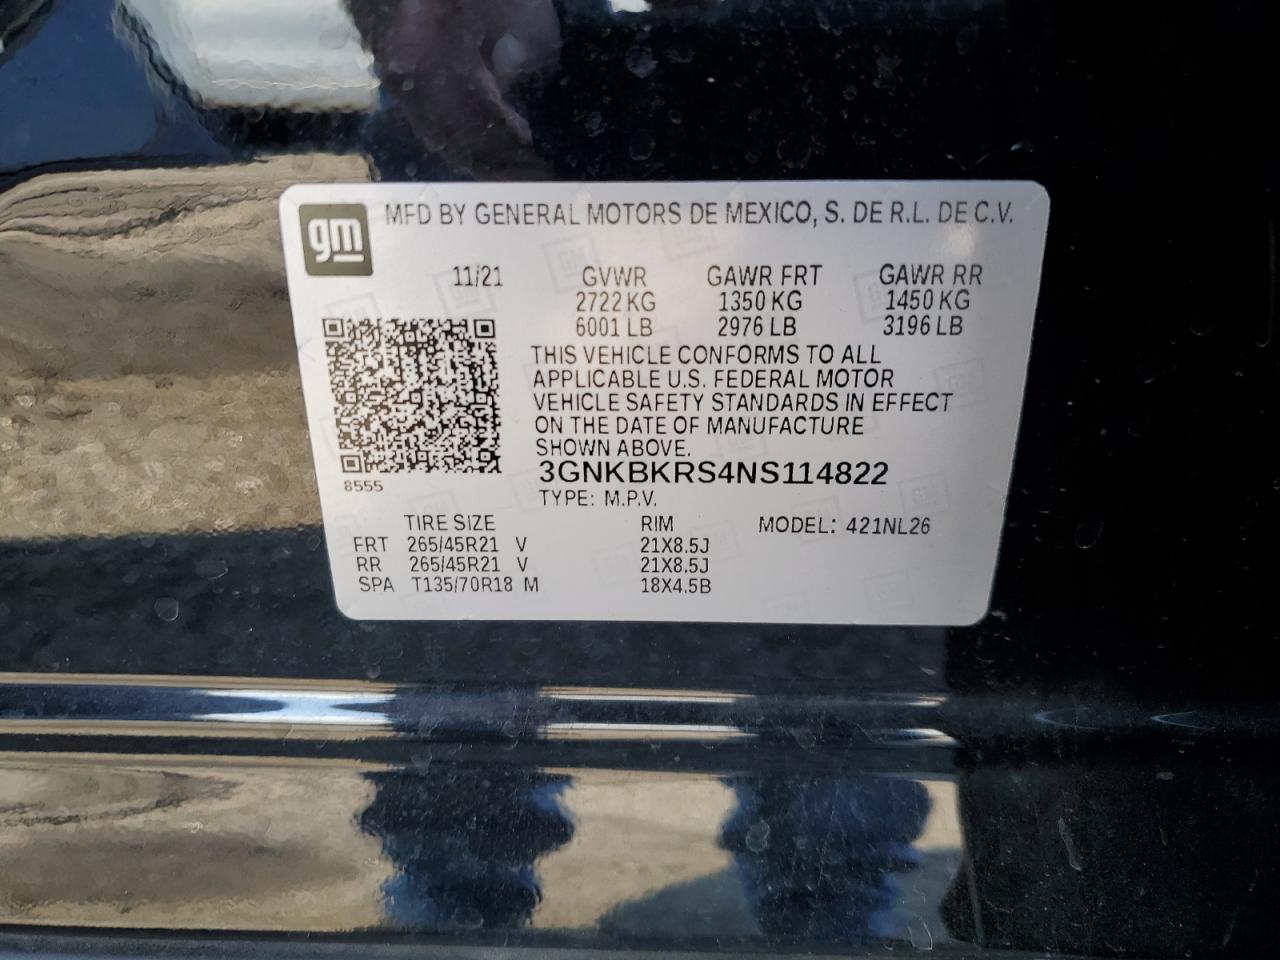 gm
MFD BY GENERAL MOTORS DE MEXICO, S. DE R.L. DE C.V.
11/21 GVWR GAWR FRT GAWR RR
2722 KG 1350 KG 1450 KG
6001 LB 2976 LB 3196 LB
THIS VEHICLE CONFORMS TO ALL
APPLICABLE U.S. FEDERAL MOTOR
VEHICLE SAFETY STANDARDS IN EFFECT
ON THE DATE OF MANUFACTURE
SHOWN ABOVE.
3GNKBKRS4NS114822
8555
TYPE: M.P.V.
TIRE SIZE RIM MODEL: 421NL26
FRT 265/45R21 V 21X8.5J
RR 265/45R21 V 21X8.5J
SPA T135/70R18 M 18X4.5B